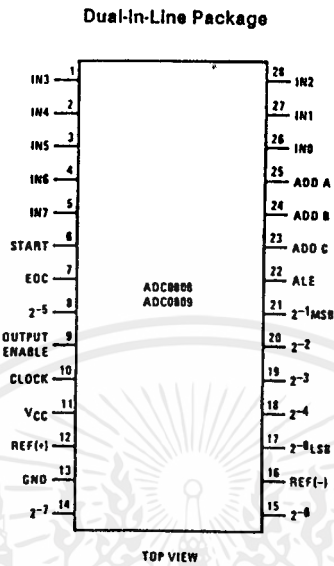 Dual-In-Line Package
IN3 1
IN4 2
IN5 3
IN6 4
IN7 5
START 6
EOC 7
2⁻⁵ 8
OUTPUT
ENABLE 9
CLOCK 10
VCC 11
REF(+) 12
GND 13
2⁻⁷ 14
ADC0808
ADC0809
28 IN2
27 IN1
26 IN0
25 ADD A
24 ADD B
23 ADD C
22 ALE
21 2⁻¹MSB
20 2⁻²
19 2⁻³
18 2⁻⁴
17 2⁻⁸LSB
16 REF(−)
15 2⁻⁶
TOP VIEW